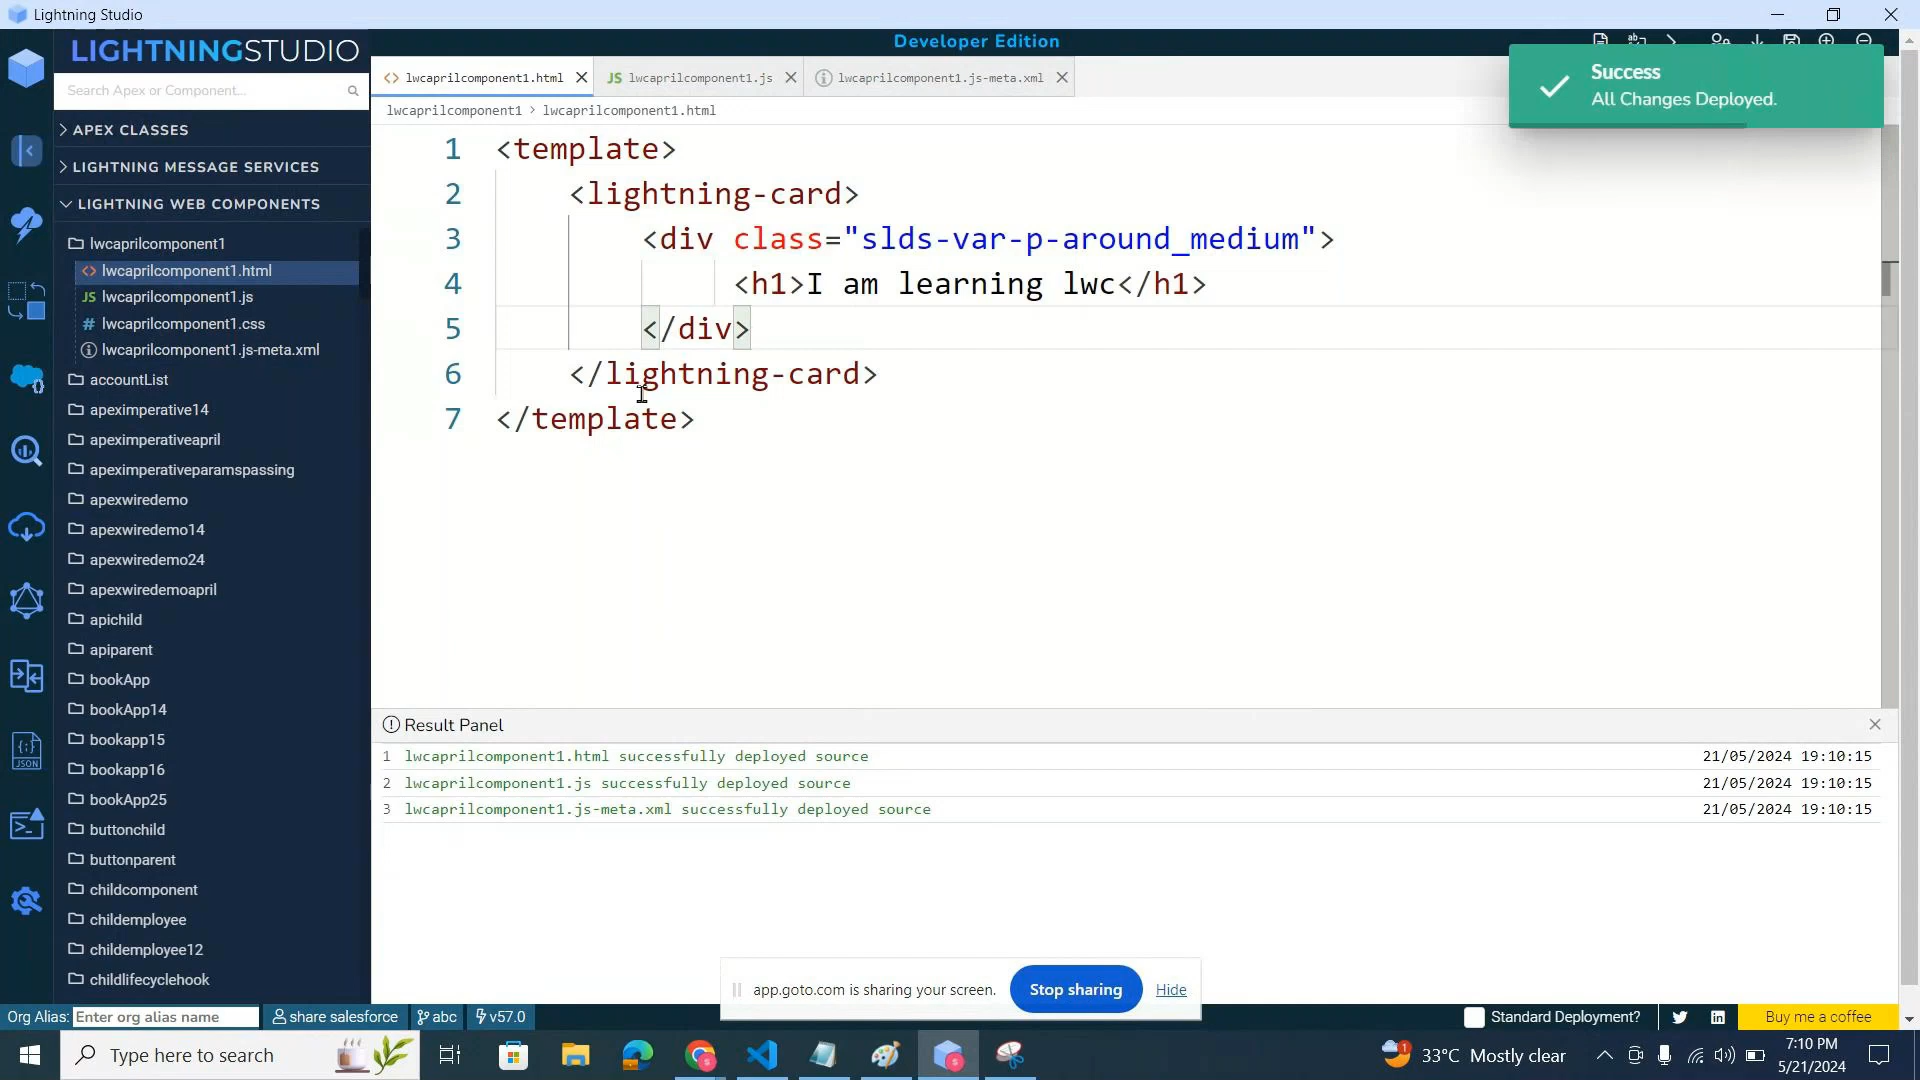 Lightning Studio
LIGHTNINGSTUDIO
Developer Edition
Search Apex or Component...
lwcaprilcomponent1.html
JS lwcaprilcomponent1.js
lwcaprilcomponent1.js-meta.xml
Success
All Changes Deployed.
lwcaprilcomponent1 > lwcaprilcomponent1.html
APEX CLASSES
LIGHTNING MESSAGE SERVICES
LIGHTNING WEB COMPONENTS
lwcaprilcomponent1
<> lwcaprilcomponent1.html
JS lwcaprilcomponent1.js
# lwcaprilcomponent1.css
lwcaprilcomponent1.js-meta.xml
accountList
apeximperative14
apeximperativeapril
apeximperativeparamspassing
apexwiredemo
apexwiredemo14
apexwiredemo24
apexwiredemoapril
apichild
apiparent
bookApp
bookApp14
bookapp15
bookapp16
bookApp25
buttonchild
buttonparent
childcomponent
childemployee
childemployee12
childlifecyclehook
1 <template>
2 <lightning-card>
3 <div class="slds-var-p-around_medium">
4 <h1>I am learning lwc</h1>
5 </div>
6 </lightning-card>
7 </template>
Result Panel
1 lwcaprilcomponent1.html successfully deployed source 21/05/2024 19:10:15
2 lwcaprilcomponent1.js successfully deployed source 21/05/2024 19:10:15
3 lwcaprilcomponent1.js-meta.xml successfully deployed source 21/05/2024 19:10:15
app.goto.com is sharing your screen. Stop sharing Hide
Org Alias: Enter org alias name share salesforce abc v57.0 Standard Deployment? Buy me a coffee
JSON
Type here to search
1
33°C Mostly clear
7:10 PM
5/21/2024